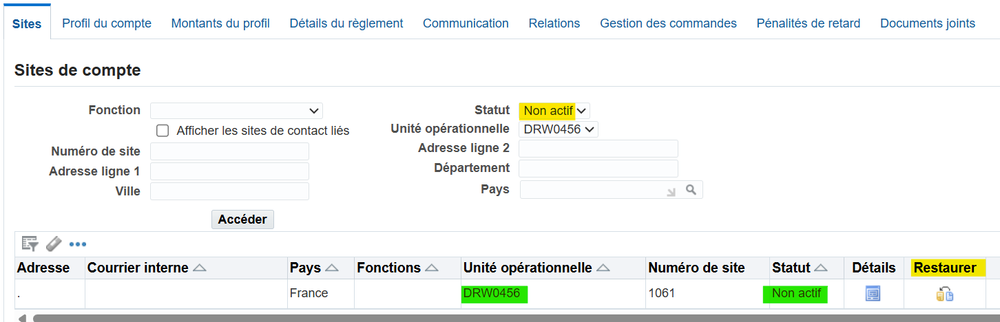 Sites Profil du compte Montants du profil Détails du règlement Communication Relations Gestion des commandes Pénalités de retard Documents joints
Sites de compte
Fonction Statut Non actif
Afficher les sites de contact liés Unité opérationnelle DRW0456
Numéro de site Adresse ligne 2
Adresse ligne 1 Département
Ville Pays
Accéder
Adresse Courrier interne Pays Fonctions Unité opérationnelle Numéro de site Statut Détails Restaurer
. France DRW0456 1061 Non actif